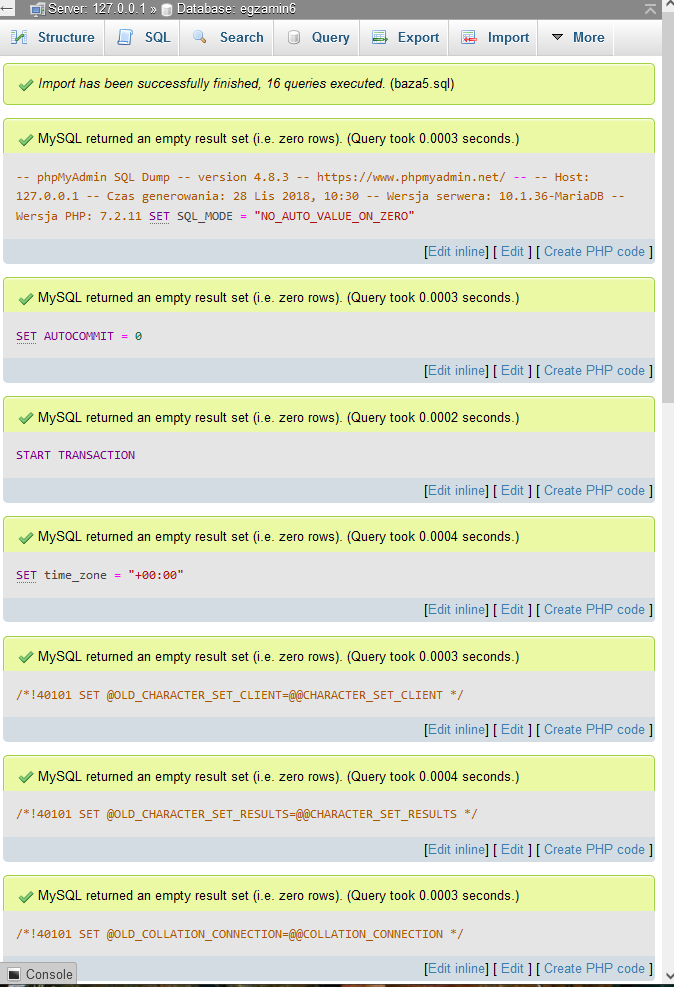 Server: 127.0.0.1 » Database: egzamin6
Structure SQL Search Query Export Import More
Import has been successfully finished, 16 queries executed. (baza5.sql)
MySQL returned an empty result set (i.e. zero rows). (Query took 0.0003 seconds.)
-- phpMyAdmin SQL Dump -- version 4.8.3 -- https://www.phpmyadmin.net/ -- -- Host:
127.0.0.1 -- Czas generowania: 28 Lis 2018, 10:30 -- Wersja serwera: 10.1.36-MariaDB --
Wersja PHP: 7.2.11 SET SQL_MODE = "NO_AUTO_VALUE_ON_ZERO"
[Edit inline] [ Edit ] [ Create PHP code ]
MySQL returned an empty result set (i.e. zero rows). (Query took 0.0003 seconds.)
SET AUTOCOMMIT = 0
[Edit inline] [ Edit ] [ Create PHP code ]
MySQL returned an empty result set (i.e. zero rows). (Query took 0.0002 seconds.)
START TRANSACTION
[Edit inline] [ Edit ] [ Create PHP code ]
MySQL returned an empty result set (i.e. zero rows). (Query took 0.0004 seconds.)
SET time_zone = "+00:00"
[Edit inline] [ Edit ] [ Create PHP code ]
MySQL returned an empty result set (i.e. zero rows). (Query took 0.0003 seconds.)
/*!40101 SET @OLD_CHARACTER_SET_CLIENT=@@CHARACTER_SET_CLIENT */
[Edit inline] [ Edit ] [ Create PHP code ]
MySQL returned an empty result set (i.e. zero rows). (Query took 0.0004 seconds.)
/*!40101 SET @OLD_CHARACTER_SET_RESULTS=@@CHARACTER_SET_RESULTS */
[Edit inline] [ Edit ] [ Create PHP code ]
MySQL returned an empty result set (i.e. zero rows). (Query took 0.0003 seconds.)
/*!40101 SET @OLD_COLLATION_CONNECTION=@@COLLATION_CONNECTION */
[Edit inline] [ Edit ] [ Create PHP code ]
Console